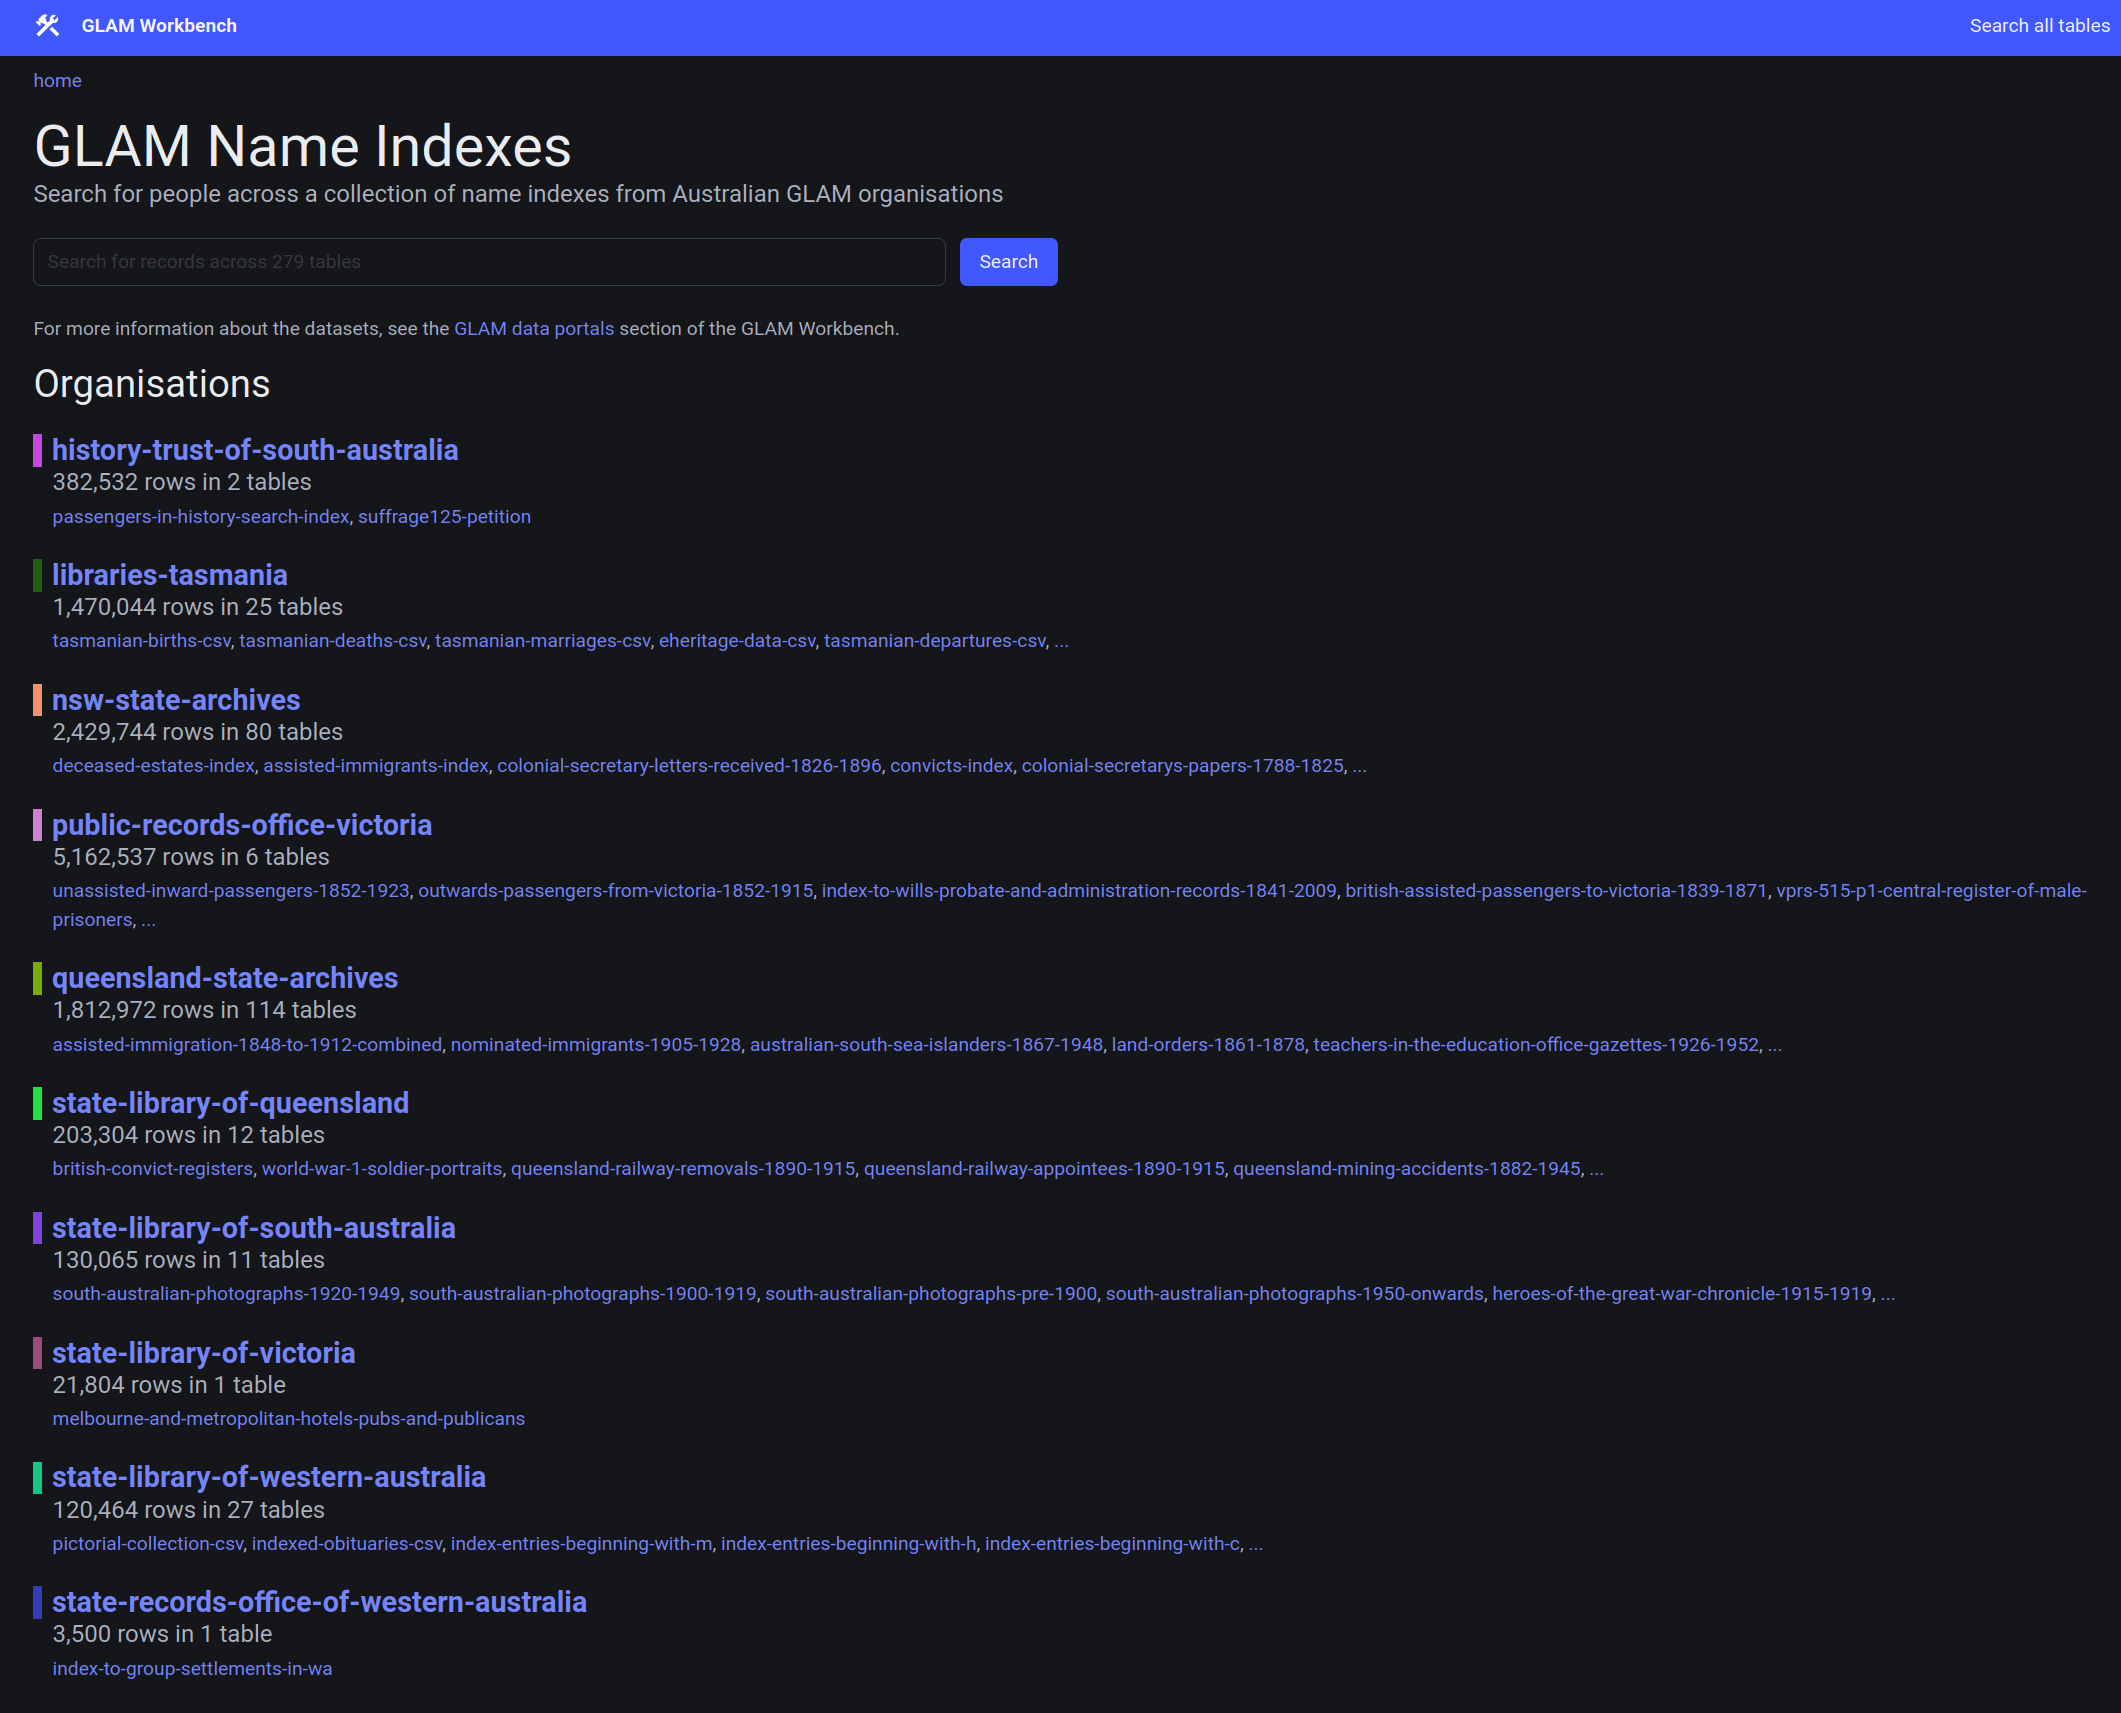 GLAM Workbench
Search all tables
home
GLAM Name Indexes
Search for people across a collection of name indexes from Australian GLAM organisations
Search for records across 279 tables
Search
For more information about the datasets, see the GLAM data portals section of the GLAM Workbench.
Organisations
history-trust-of-south-australia
382,532 rows in 2 tables
passengers-in-history-search-index, suffrage125-petition
libraries-tasmania
1,470,044 rows in 25 tables
tasmanian-births-csv, tasmanian-deaths-csv, tasmanian-marriages-csv, eheritage-data-csv, tasmanian-departures-csv, ...
nsw-state-archives
2,429,744 rows in 80 tables
deceased-estates-index, assisted-immigrants-index, colonial-secretary-letters-received-1826-1896, convicts-index, colonial-secretarys-papers-1788-1825, ...
public-records-office-victoria
5,162,537 rows in 6 tables
unassisted-inward-passengers-1852-1923, outwards-passengers-from-victoria-1852-1915, index-to-wills-probate-and-administration-records-1841-2009, british-assisted-passengers-to-victoria-1839-1871, vprs-515-p1-central-register-of-male-
prisoners, ...
queensland-state-archives
1,812,972 rows in 114 tables
assisted-immigration-1848-to-1912-combined, nominated-immigrants-1905-1928, australian-south-sea-islanders-1867-1948, land-orders-1861-1878, teachers-in-the-education-office-gazettes-1926-1952, ...
state-library-of-queensland
203,304 rows in 12 tables
british-convict-registers, world-war-1-soldier-portraits, queensland-railway-removals-1890-1915, queensland-railway-appointees-1890-1915, queensland-mining-accidents-1882-1945, ...
state-library-of-south-australia
130,065 rows in 11 tables
south-australian-photographs-1920-1949, south-australian-photographs-1900-1919, south-australian-photographs-pre-1900, south-australian-photographs-1950-onwards, heroes-of-the-great-war-chronicle-1915-1919, ...
state-library-of-victoria
21,804 rows in 1 table
melbourne-and-metropolitan-hotels-pubs-and-publicans
state-library-of-western-australia
120,464 rows in 27 tables
pictorial-collection-csv, indexed-obituaries-csv, index-entries-beginning-with-m, index-entries-beginning-with-h, index-entries-beginning-with-c, ...
state-records-office-of-western-australia
3,500 rows in 1 table
index-to-group-settlements-in-wa